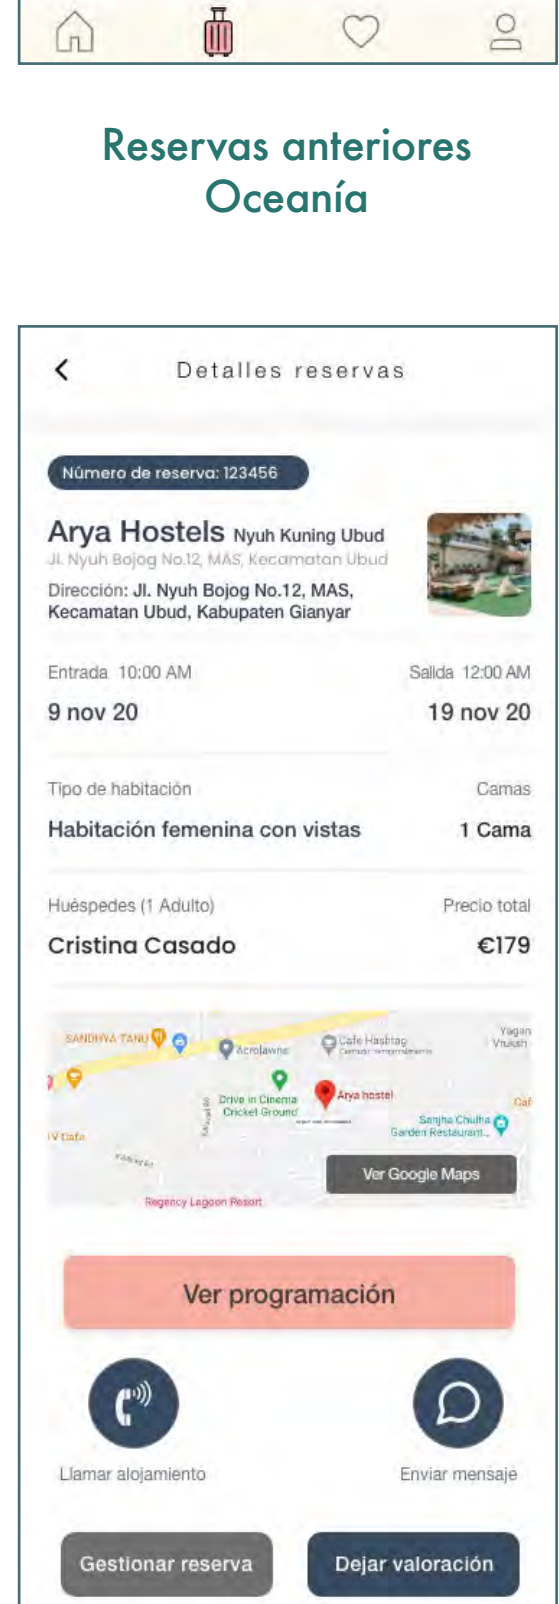 Reservas anteriores
Oceanía
Detalles reservas
Número de reserva: 123456
Arya Hostels Nyuh Kuning Ubud
Jl. Nyuh Bojog No.12, MAS, Kecamatan Ubud
Dirección: Jl. Nyuh Bojog No.12, MAS,
Kecamatan Ubud, Kabupaten Gianyar
Entrada 10:00 AM
Salida 12:00 AM
9 nov 20
19 nov 20
Tipo de habitación
Camas
Habitación femenina con vistas
1 Cama
Huéspedes (1 Adulto)
Precio total
Cristina Casado
€179
SANDHYA TANU
Acrolawns
Cafe Hashtag
Yagan
Vruksh
Drive in Cinema
Cricket Ground
Arya hostel
Caf
Sanjha Chulha
Garden Restaurant...
Ver Google Maps
Regency Lagoon Resort
Ver programación
Llamar alojamiento
Enviar mensaje
Gestionar reserva
Dejar valoración